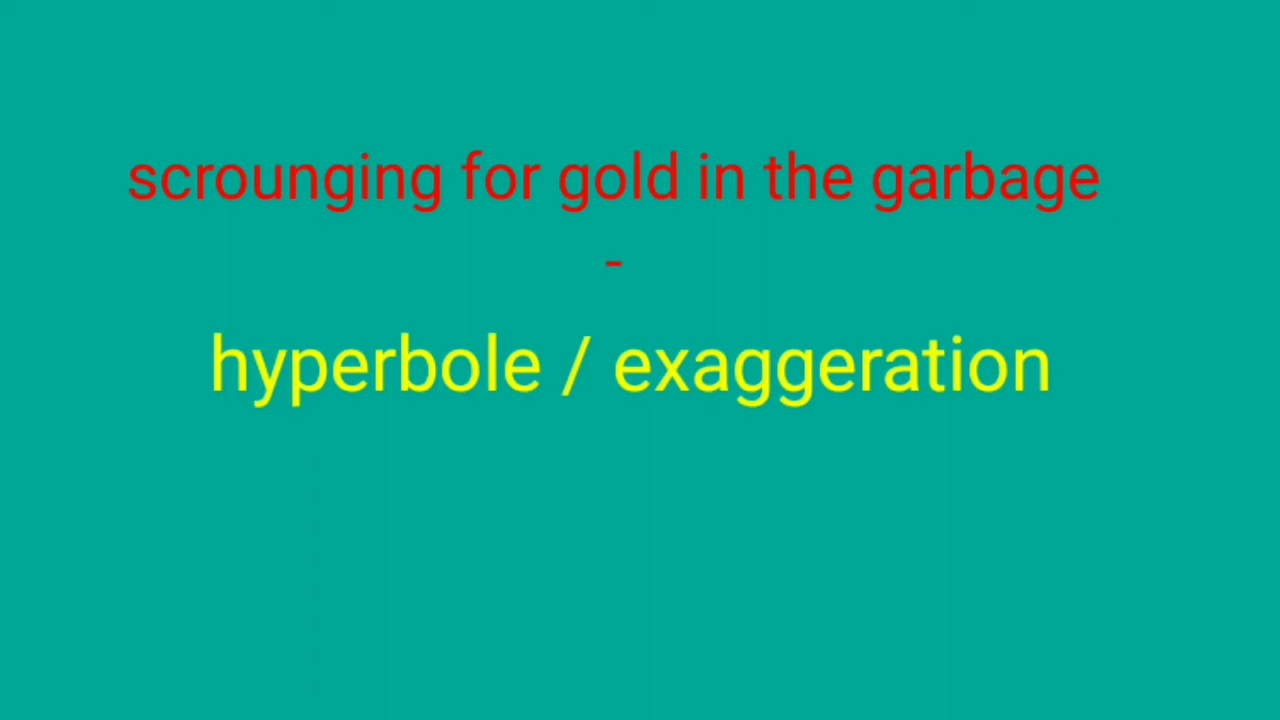 scrounging for gold in the garbage
-
hyperbole / exaggeration